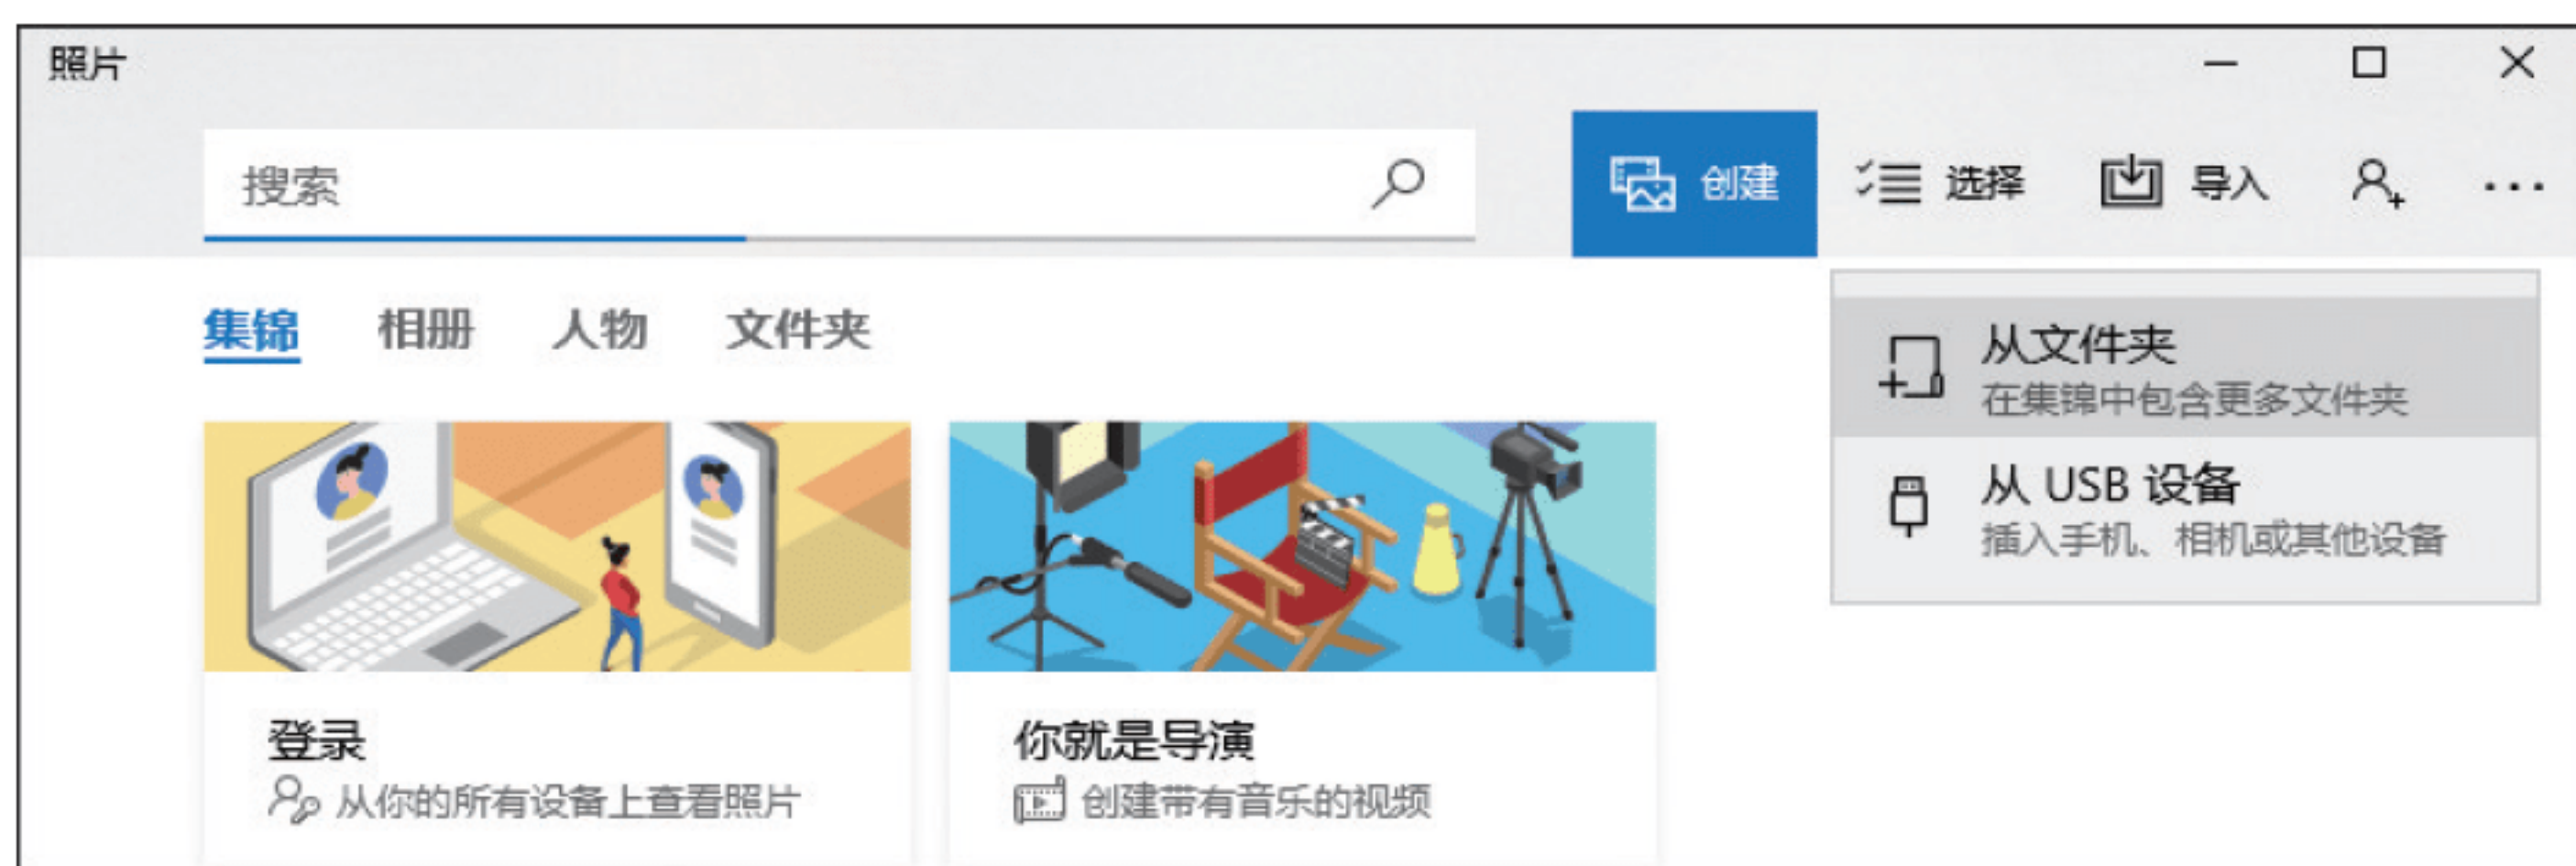 照片
搜索
创建 选择 导入
集锦 相册 人物 文件夹
从文件夹
在集锦中包含更多文件夹
从 USB 设备
插入手机、相机或其他设备
登录
从你的所有设备上查看照片
你就是导演
创建带有音乐的视频